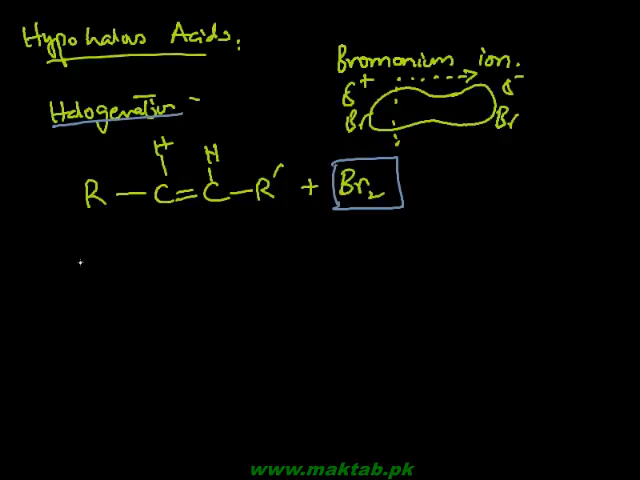 Hypohalous Acids:
Bromonium ion.
δ+ δ-
Halogenation -
Br Br
H H
R — C = C — R' + Br2
www.maktab.pk